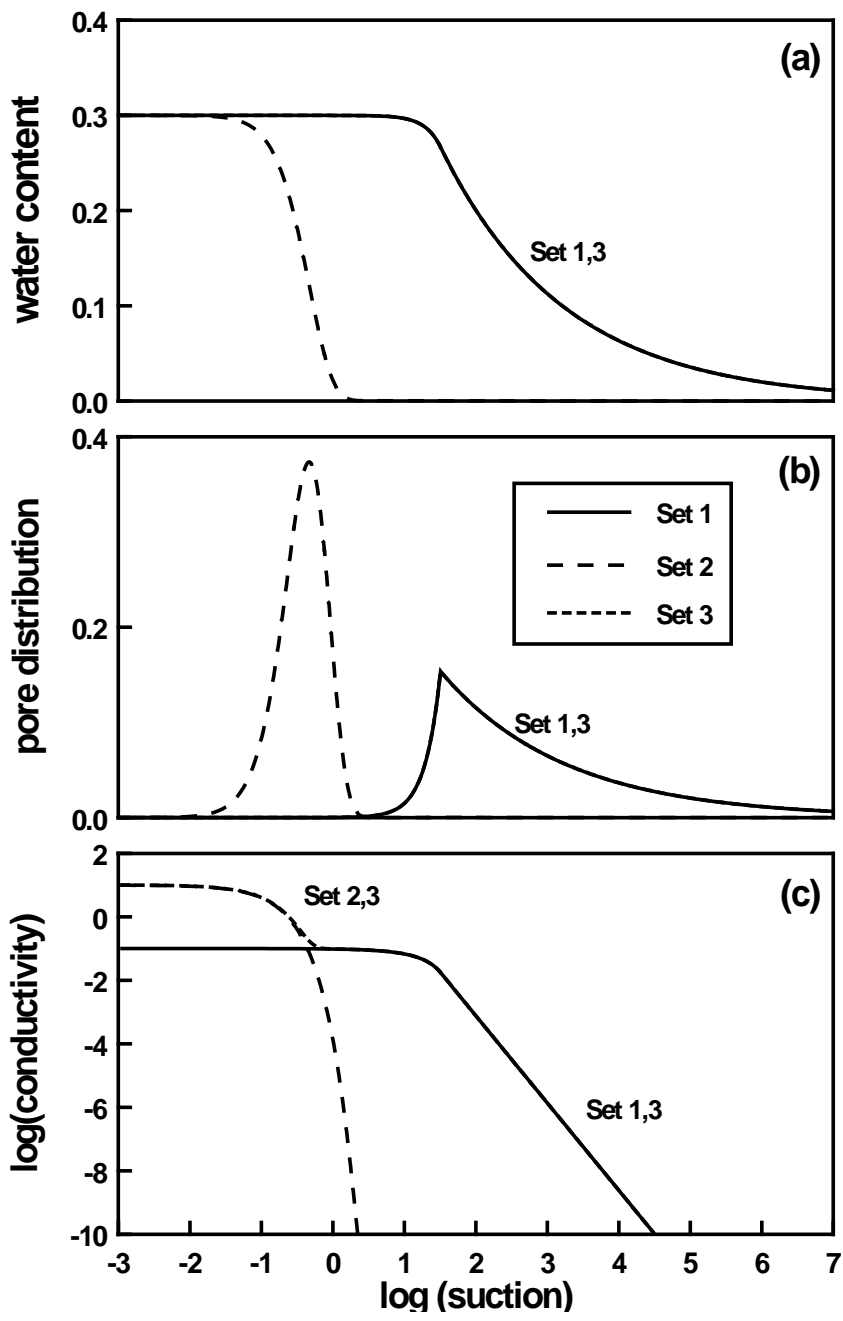 0.4
(a)
0.3
water content
0.2
Set 1,3
0.1
0.0
0.4
(b)
Set 1
pore distribution
Set 2
0.2
Set 3
Set 1,3
0.0
2
(c)
Set 2,3
0
-2
log(conductivity)
-4
Set 1,3
-6
-8
-10
-3 -2 -1 0 1 2 3 4 5 6 7
log (suction)